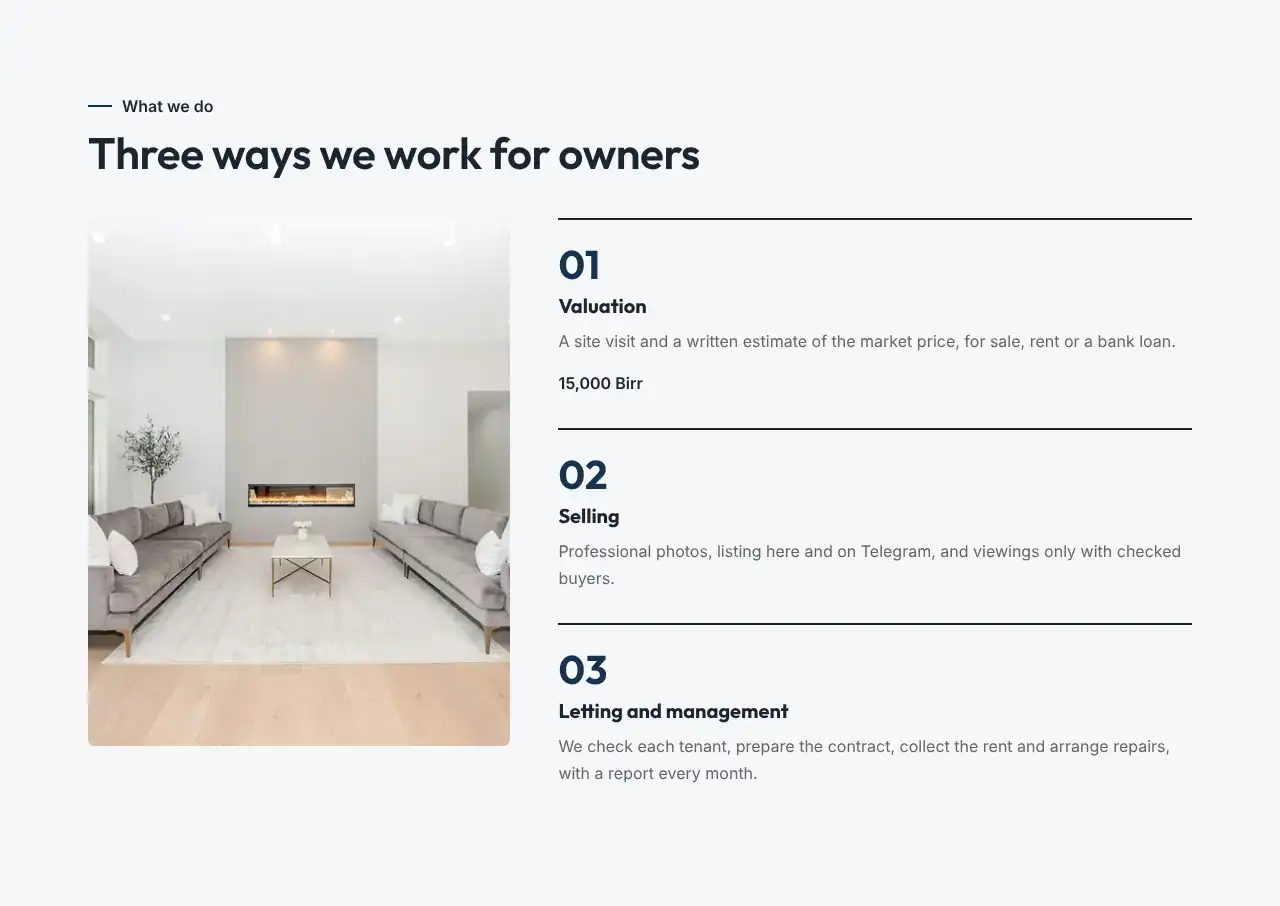 What we do
Three ways we work for owners
01
Valuation
A site visit and a written estimate of the market price, for sale, rent or a bank loan.
15,000 Birr
02
Selling
Professional photos, listing here and on Telegram, and viewings only with checked
buyers.
03
Letting and management
We check each tenant, prepare the contract, collect the rent and arrange repairs,
with a report every month.